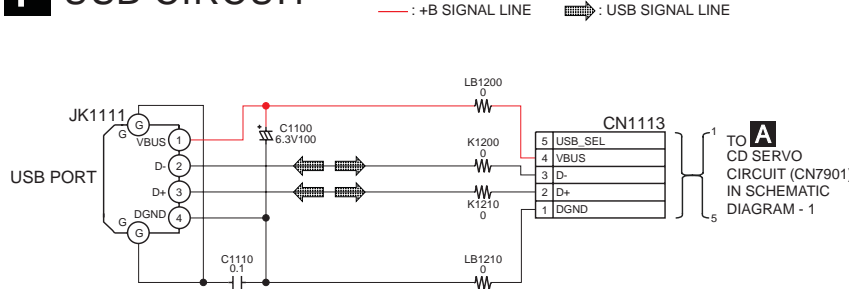 USB CIRCUIT
: +B SIGNAL LINE
: USB SIGNAL LINE
LB1200
0
JK1111
G
G
VBUS
1
C1100
6.3V100
+
CN1113
5 USB_SEL
4 VBUS
3 D-
2 D+
1 DGND
1
5
TO A
CD SERVO
CIRCUIT (CN7901)
IN SCHEMATIC
DIAGRAM - 1
K1200
0
D-
2
USB PORT
D+
3
K1210
0
DGND
4
G
G
C1110
0.1
LB1210
0